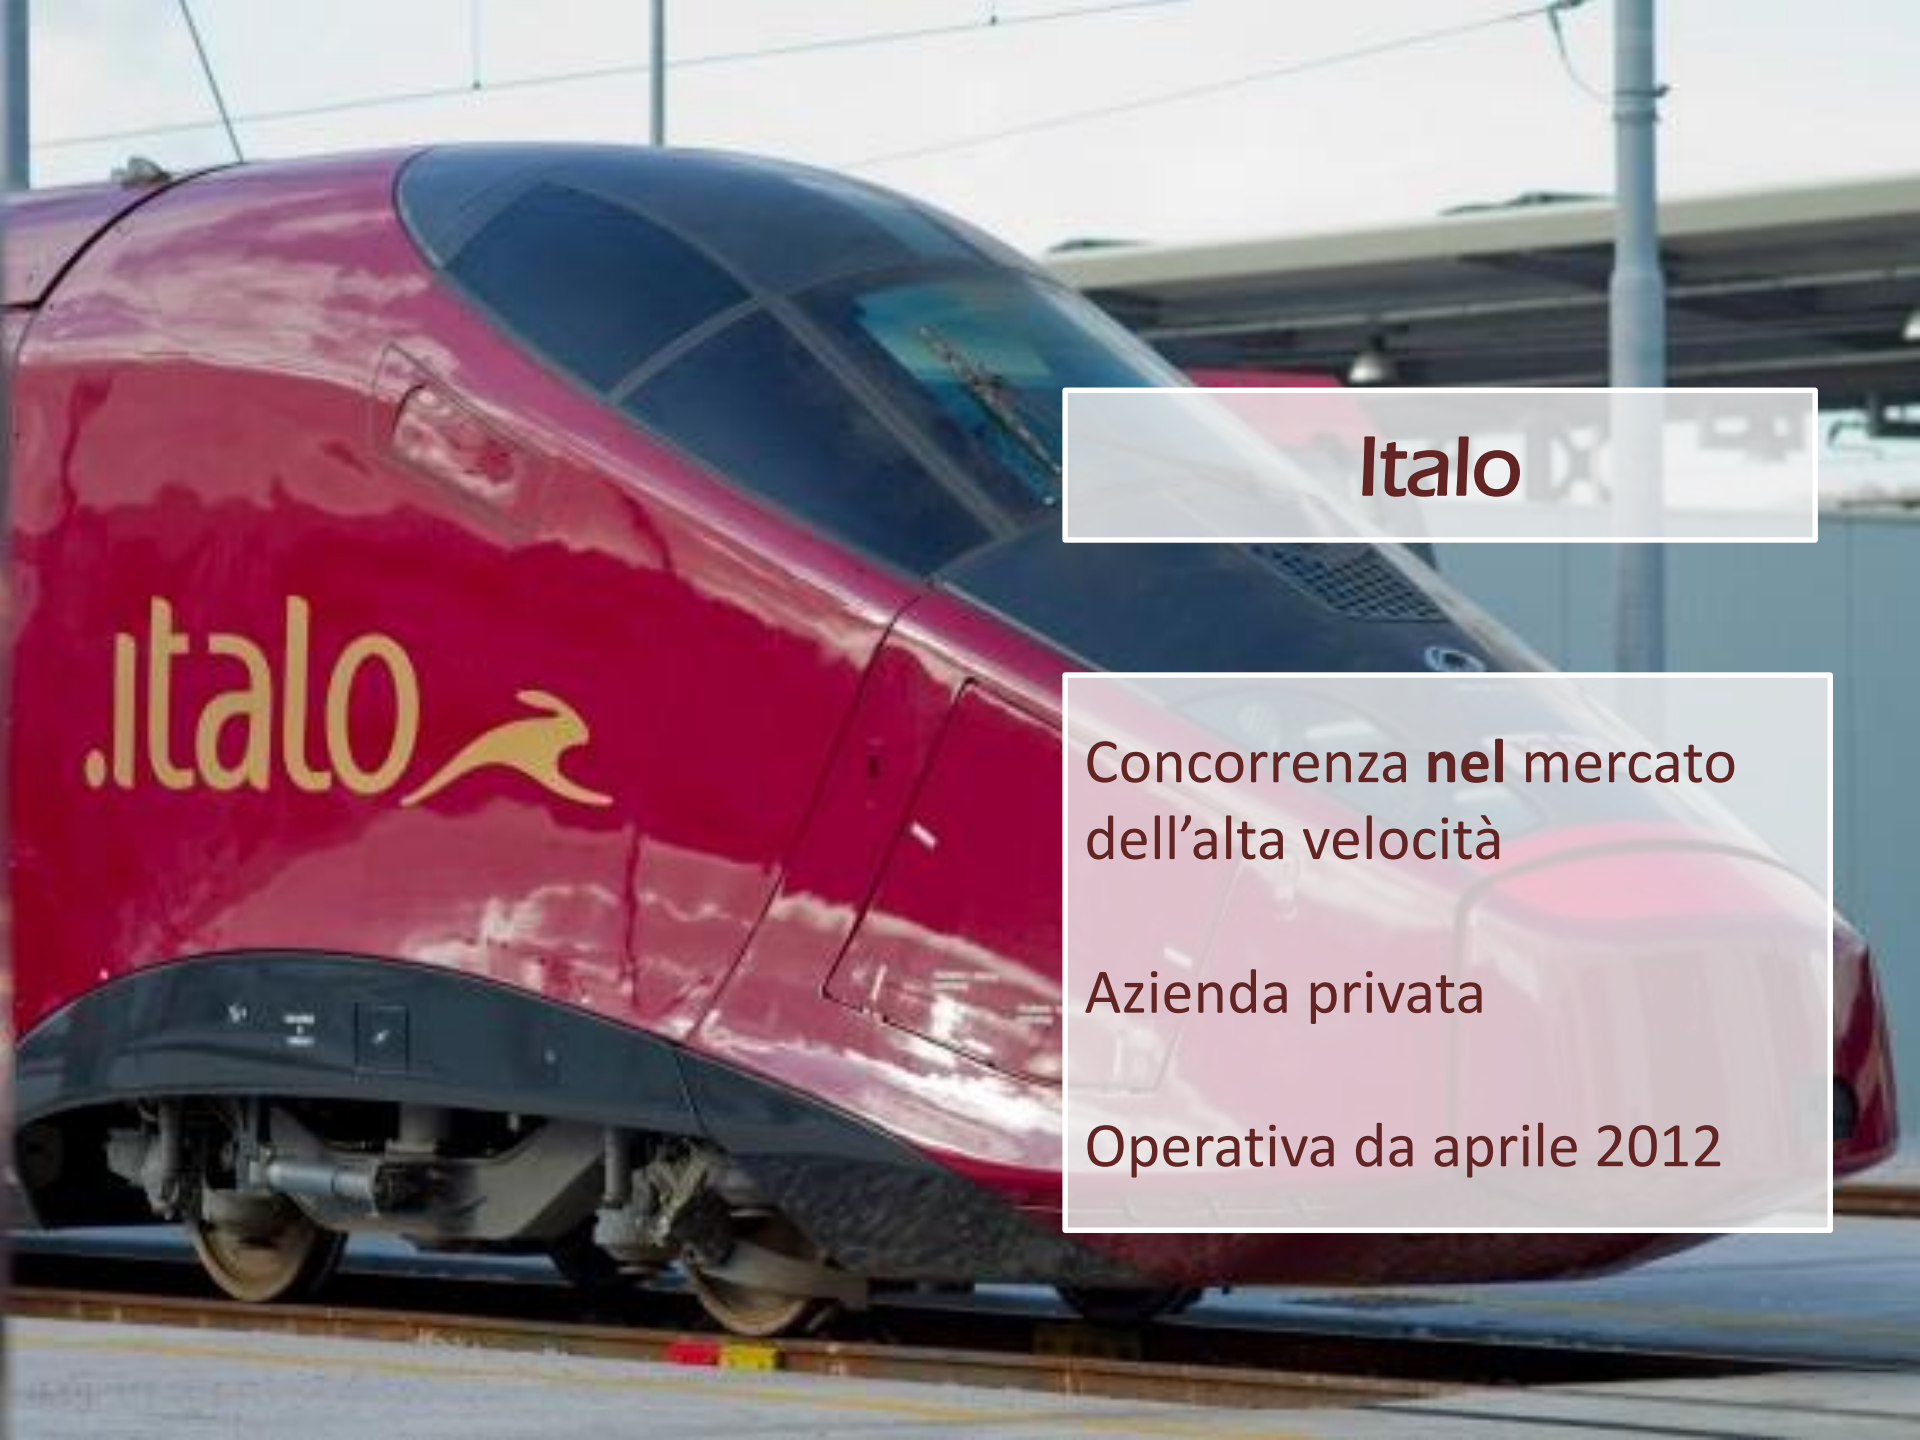 Italo
.italo
Concorrenza nel mercato
dell’alta velocità
Azienda privata
Operativa da aprile 2012